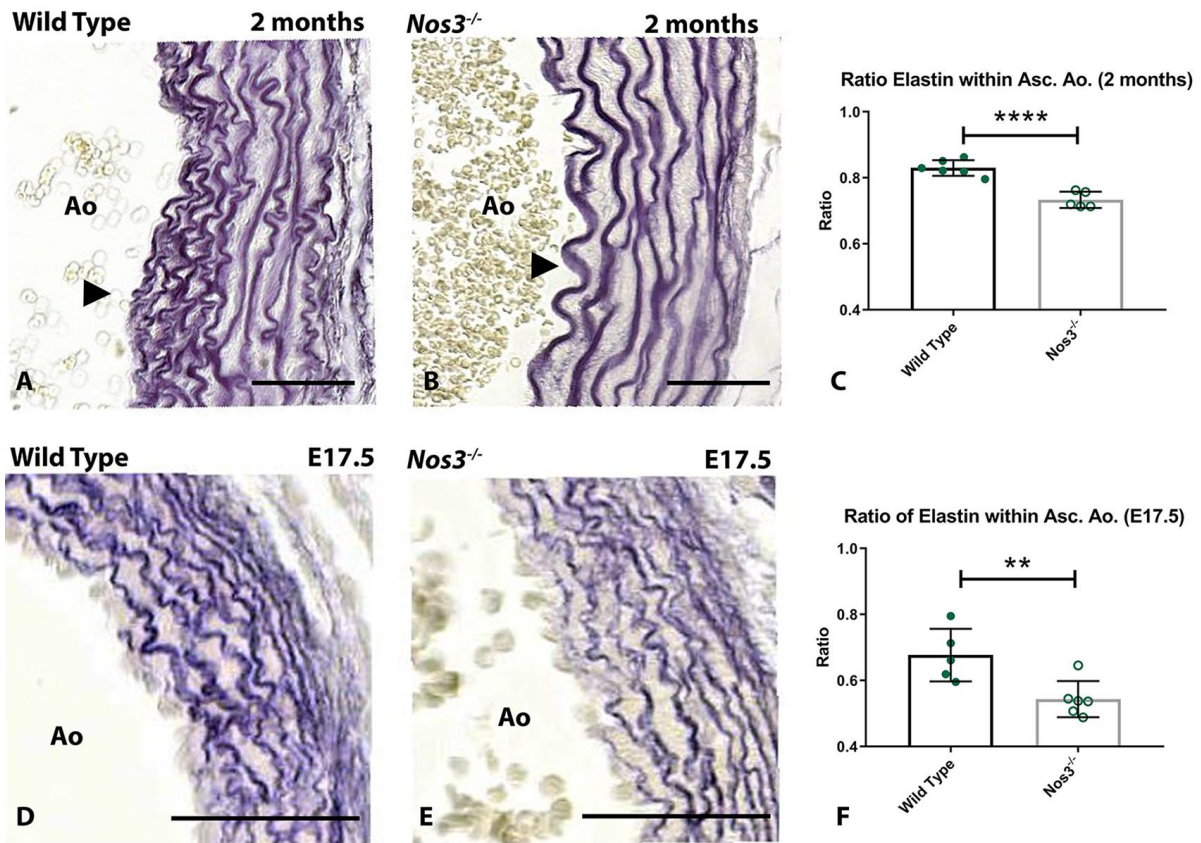 Wild Type 2 months
Nos3-/- 2 months
Ao
Ao
A
B
Ratio Elastin within Asc. Ao. (2 months)
****
1.0
0.8
0.6
0.4
Ratio
Wild Type
Nos3-/-
C
Wild Type E17.5
Nos3-/- E17.5
Ao
Ao
D
E
Ratio of Elastin within Asc. Ao. (E17.5)
**
1.0
0.8
0.6
0.4
Ratio
Wild Type
Nos3-/-
F